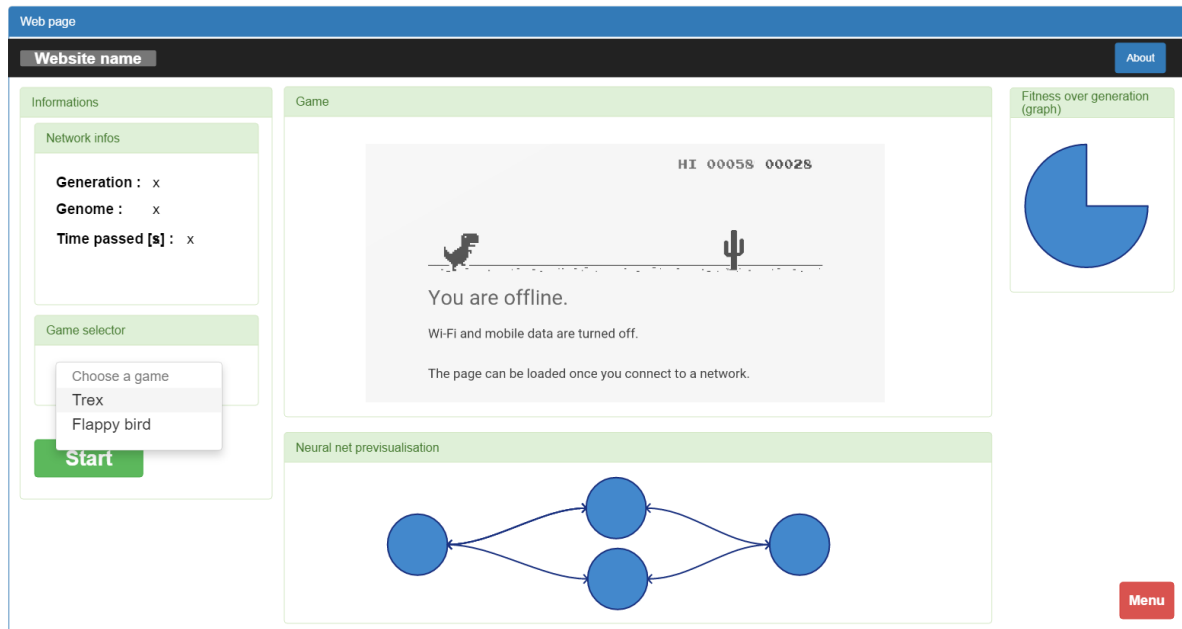 Web page
Website name
About
Informations
Network infos
Generation : x
Genome : x
Time passed [s] : x
Game selector
Choose a game
Trex
Flappy bird
Start
Game
HI 00058 00028
You are offline.
Wi-Fi and mobile data are turned off.
The page can be loaded once you connect to a network.
Neural net previsualisation
Fitness over generation
(graph)
Menu